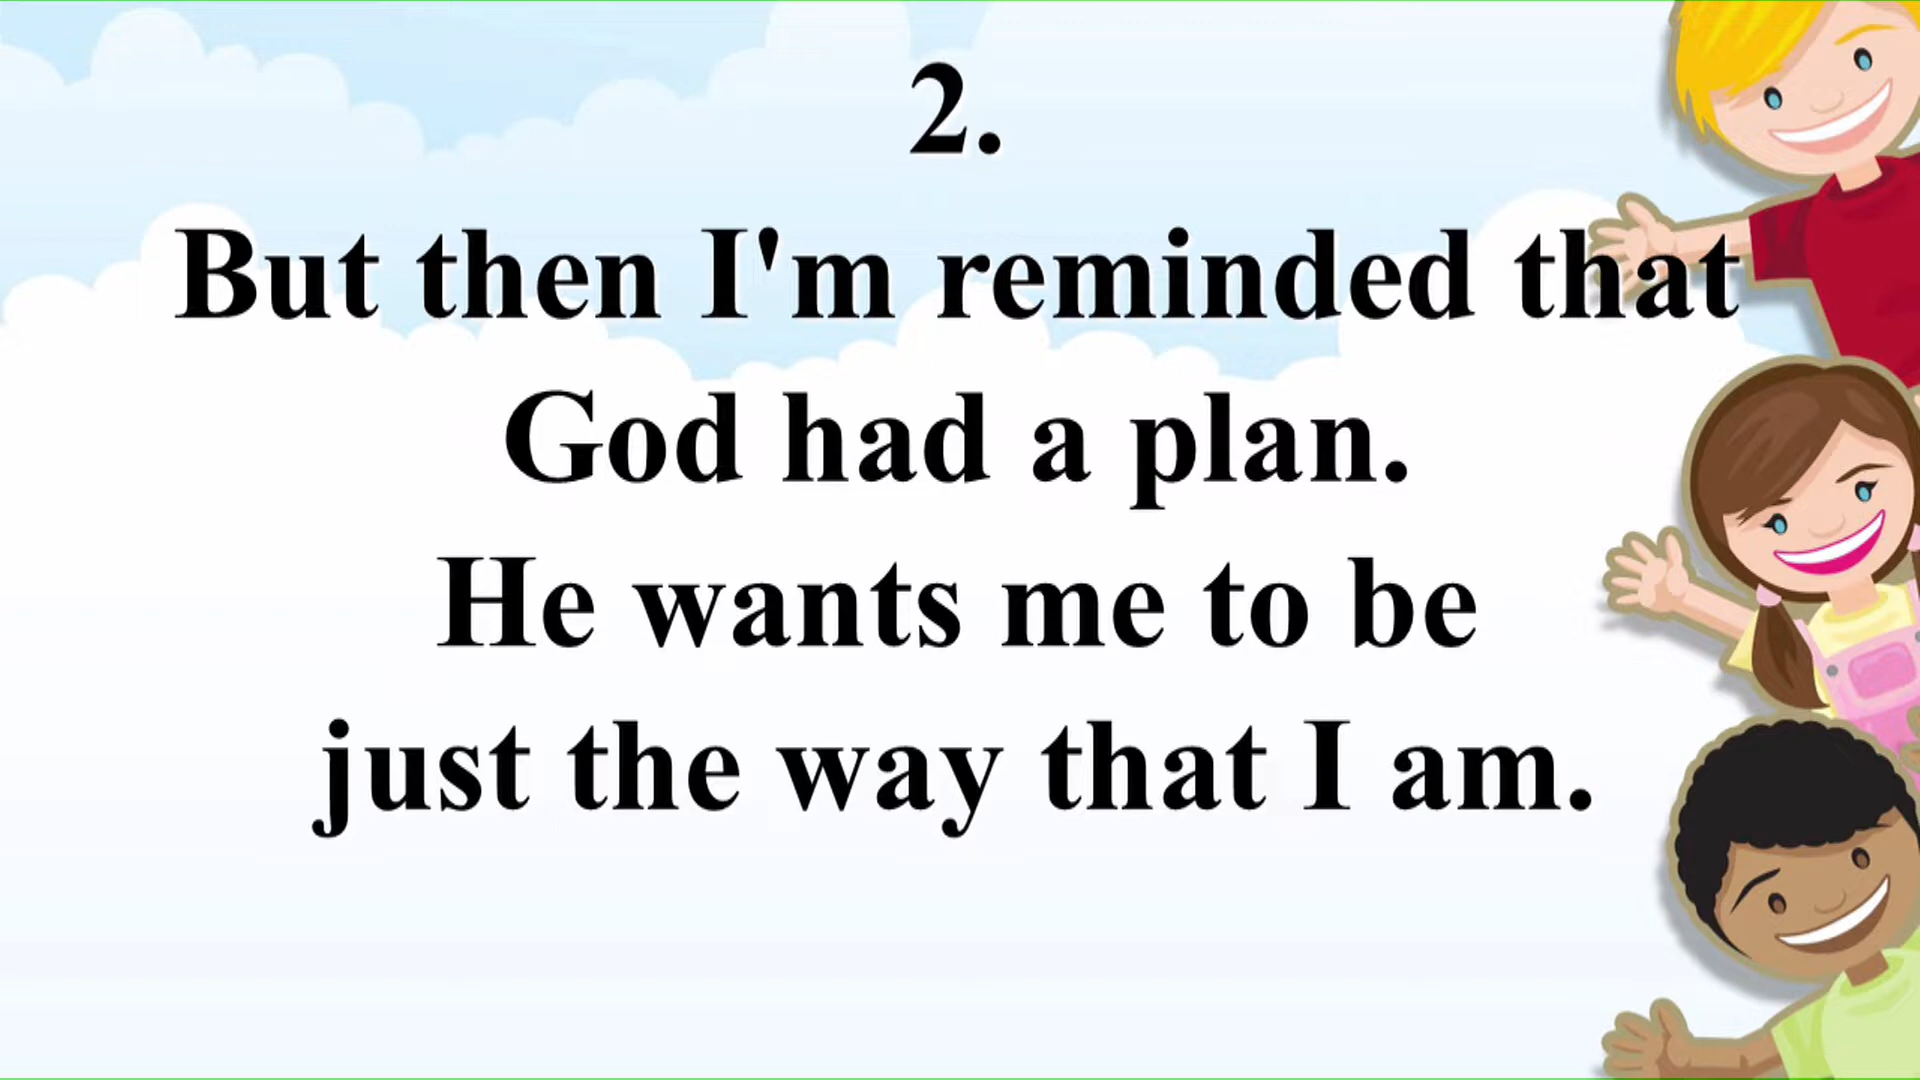 2.
But then I'm reminded that
God had a plan.
He wants me to be
just the way that I am.